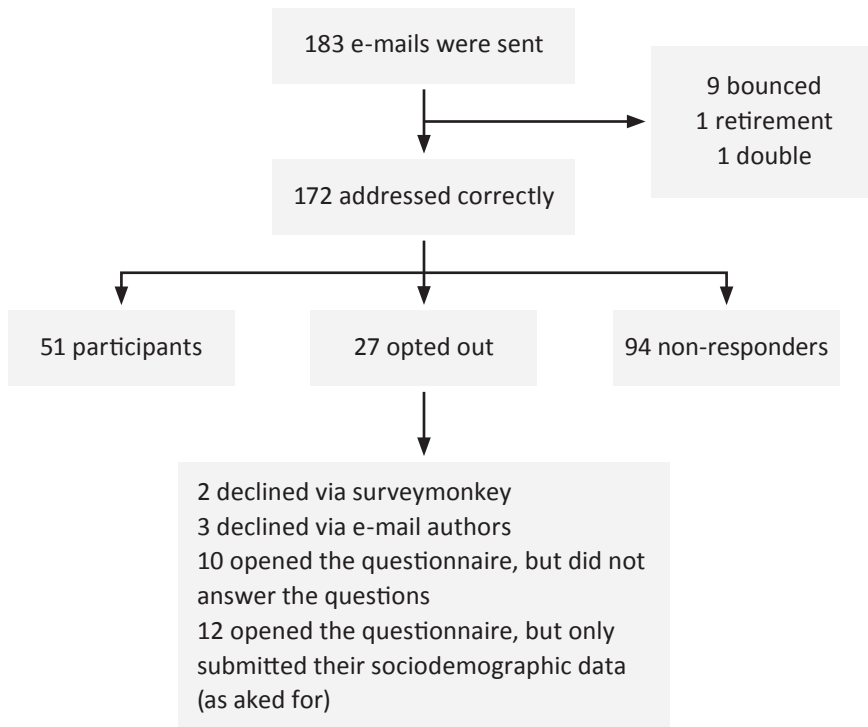 183 e-mails were sent
9 bounced
1 retirement
1 double
172 addressed correctly
51 participants
27 opted out
94 non-responders
2 declined via surveymonkey
3 declined via e-mail authors
10 opened the questionnaire, but did not
answer the questions
12 opened the questionnaire, but only
submitted their sociodemographic data
(as aked for)